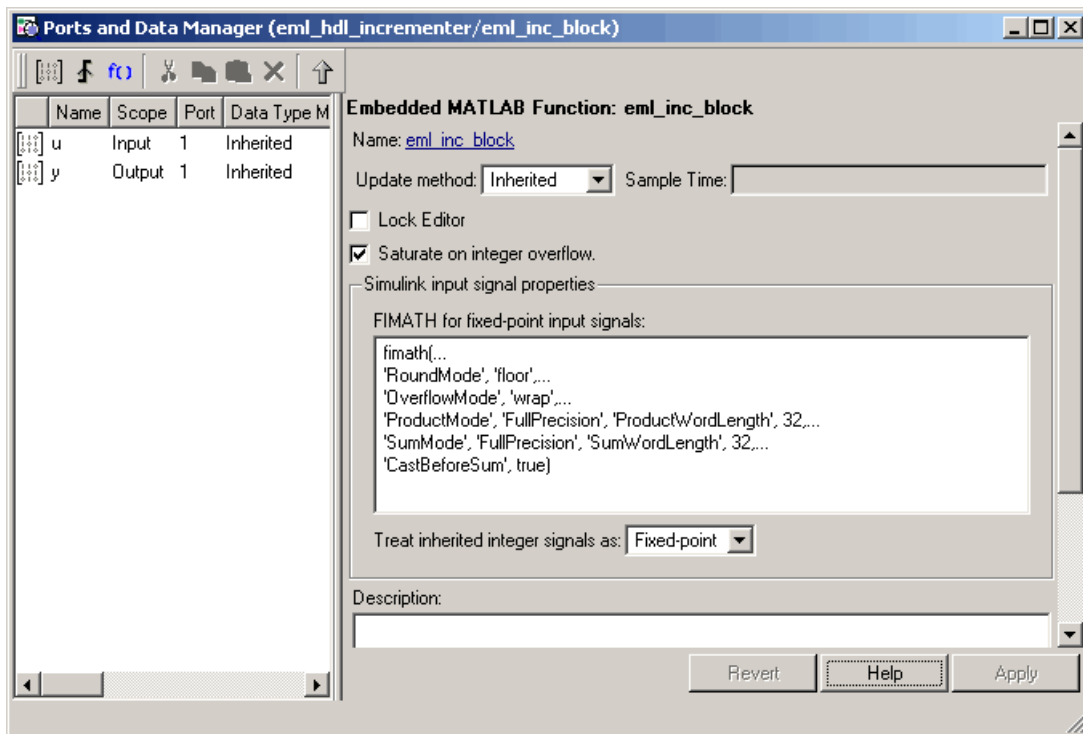 Ports and Data Manager (eml_hdl_incrementer/eml_inc_block)
f()
Name Scope Port Data Type M
u Input 1 Inherited
y Output 1 Inherited
Embedded MATLAB Function: eml_inc_block
Name: eml_inc_block
Update method: Inherited Sample Time:
Lock Editor
Saturate on integer overflow.
Simulink input signal properties
FIMATH for fixed-point input signals:
fimath(...
'RoundMode', 'floor',...
'OverflowMode', 'wrap',...
'ProductMode', 'FullPrecision', 'ProductWordLength', 32,...
'SumMode', 'FullPrecision', 'SumWordLength', 32,...
'CastBeforeSum', true)
Treat inherited integer signals as: Fixed-point
Description:
Revert Help Apply